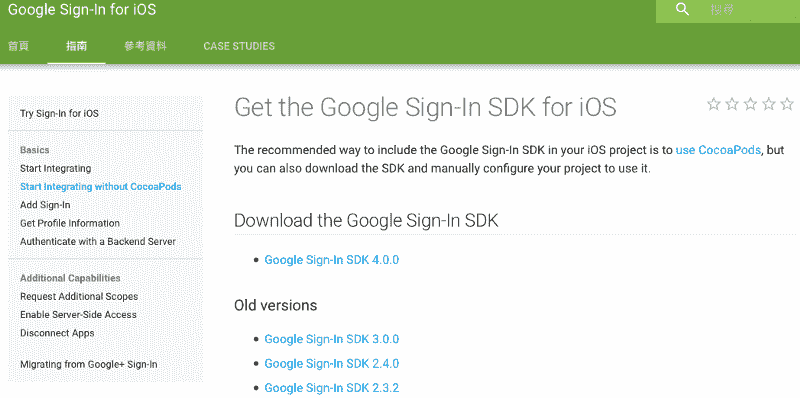 Google Sign-In for iOS
搜尋
首頁
指南
參考資料
CASE STUDIES
Try Sign-In for iOS
Basics
Start Integrating
Start Integrating without CocoaPods
Add Sign-In
Get Profile Information
Authenticate with a Backend Server
Additional Capabilities
Request Additional Scopes
Enable Server-Side Access
Disconnect Apps
Migrating from Google+ Sign-In
Get the Google Sign-In SDK for iOS
The recommended way to include the Google Sign-In SDK in your iOS project is to use CocoaPods, but
you can also download the SDK and manually configure your project to use it.
Download the Google Sign-In SDK
Google Sign-In SDK 4.0.0
Old versions
Google Sign-In SDK 3.0.0
Google Sign-In SDK 2.4.0
Google Sign-In SDK 2.3.2